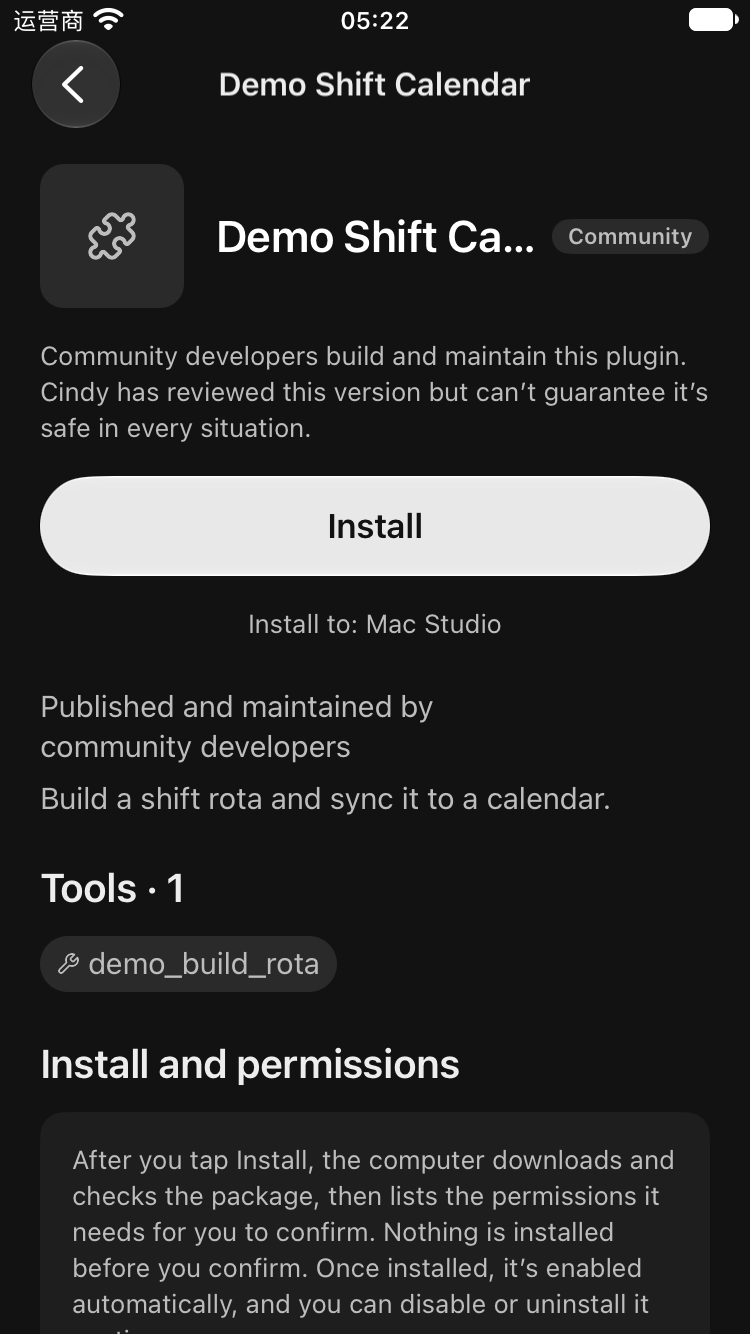 运营商
05:22
Demo Shift Calendar
Demo Shift Ca...
Community
Community developers build and maintain this plugin.
Cindy has reviewed this version but can’t guarantee it’s
safe in every situation.
Install
Install to: Mac Studio
Published and maintained by
community developers
Build a shift rota and sync it to a calendar.
Tools · 1
demo_build_rota
Install and permissions
After you tap Install, the computer downloads and
checks the package, then lists the permissions it
needs for you to confirm. Nothing is installed
before you confirm. Once installed, it’s enabled
automatically, and you can disable or uninstall it